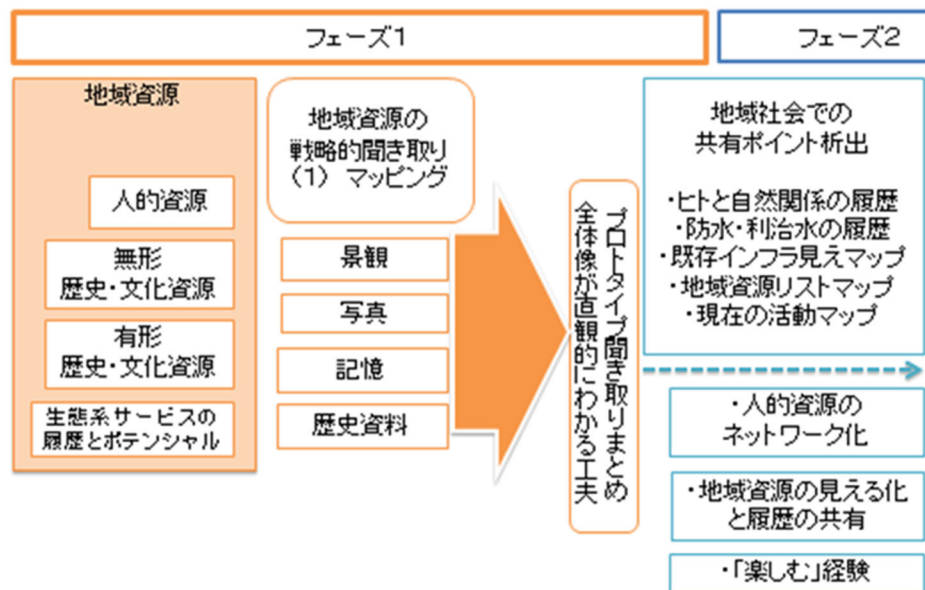 フェーズ1
フェーズ2
地域資源
人的資源
無形
歴史・文化資源
有形
歴史・文化資源
生態系サービスの
履歴とポテンシャル
地域資源の
戦略的聞き取り
(1) マッピング
景観
写真
記憶
歴史資料
プロトタイプ聞き取りまとめ
全体像が直観的にわかる工夫
地域社会での
共有ポイント析出
・ヒトと自然関係の履歴
・防水・利治水の履歴
・既存インフラ見えマップ
・地域資源リストマップ
・現在の活動マップ
・人的資源の
ネットワーク化
・地域資源の見える化
と履歴の共有
・「楽しむ」経験